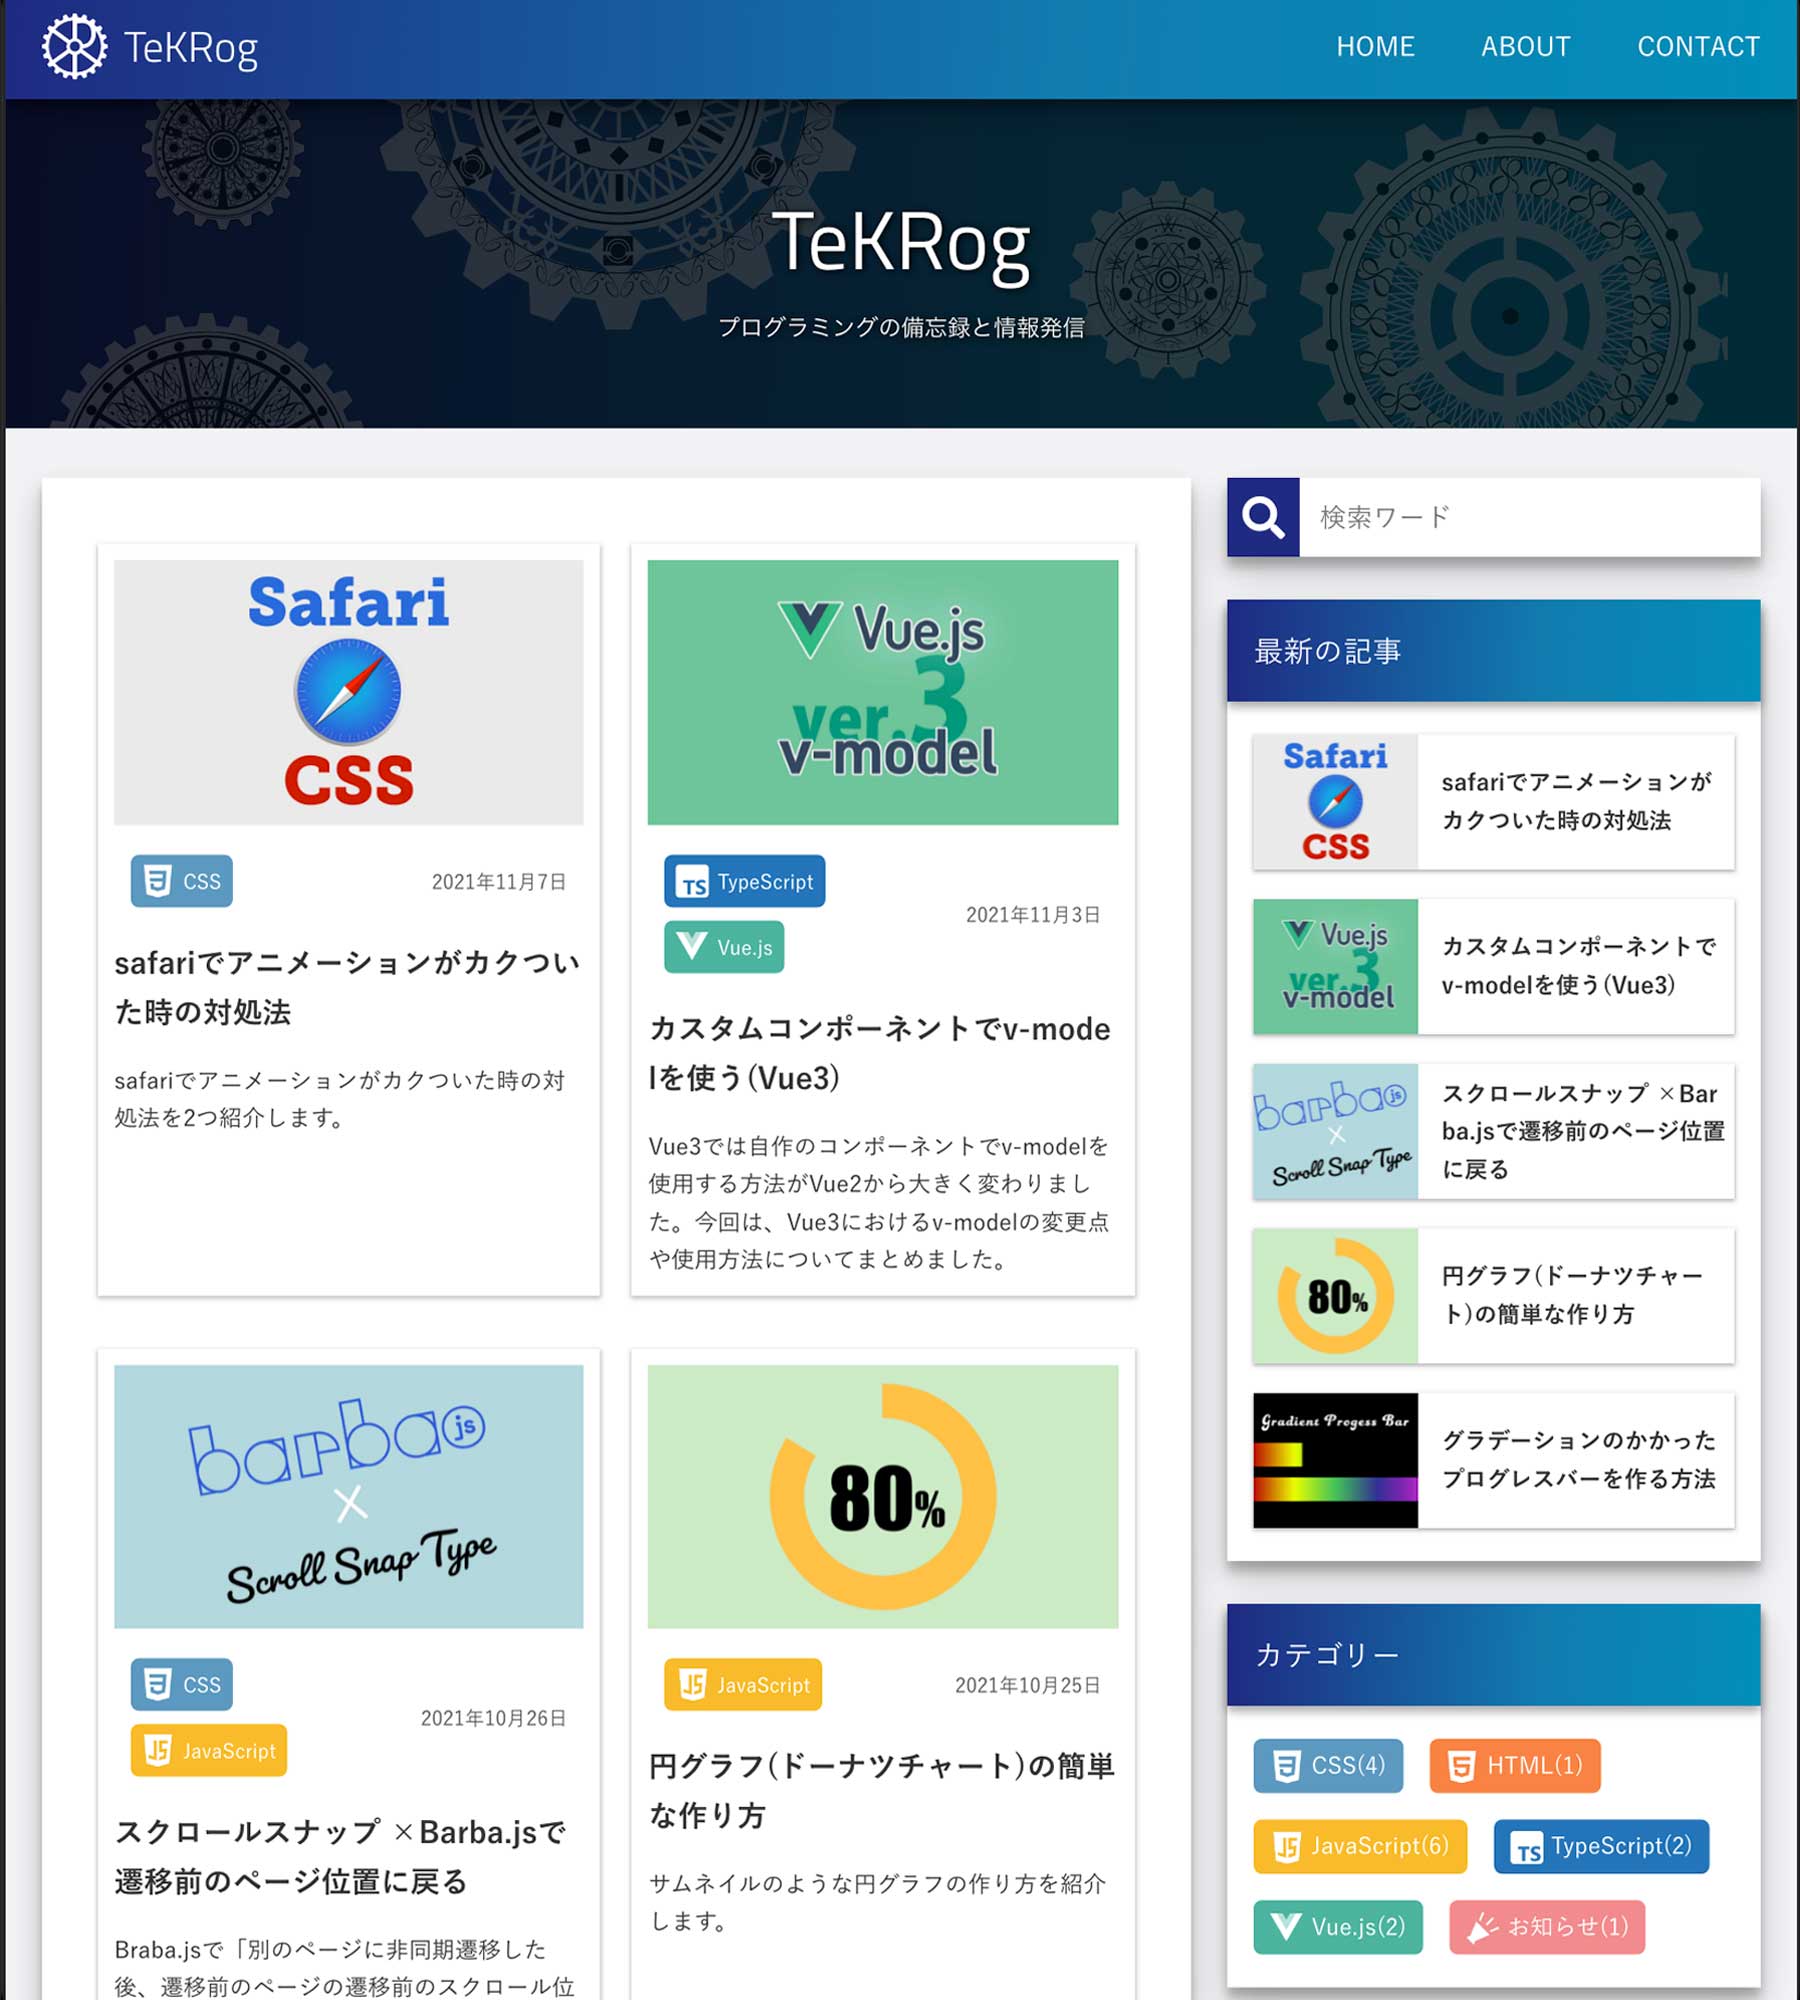 TeKRog
HOME
ABOUT
CONTACT
TeKRog
プログラミングの備忘録と情報発信
Safari
CSS
CSS
2021年11月7日
safariでアニメーションがカクつい
た時の対処法
safariでアニメーションがカクついた時の対
処法を2つ紹介します。
Vue.js
ver.3
v-model
TypeScript
Vue.js
2021年11月3日
カスタムコンポーネントでv-mode
lを使う(Vue3)
Vue3では自作のコンポーネントでv-modelを
使用する方法がVue2から大きく変わりまし
た。今回は、Vue3におけるv-modelの変更点
や使用方法についてまとめました。
barba js
×
Scroll Snap Type
CSS
JavaScript
2021年10月26日
スクロールスナップ ×Barba.jsで
遷移前のページ位置に戻る
Braba.jsで「別のページに非同期遷移した
後、遷移前のページの遷移前のスクロール位
80%
JavaScript
2021年10月25日
円グラフ(ドーナツチャート)の簡単
な作り方
サムネイルのような円グラフの作り方を紹介
します。
検索ワード
最新の記事
Safari
CSS
safariでアニメーションが
カクついた時の対処法
Vue.js
ver.3
v-model
カスタムコンポーネントで
v-modelを使う(Vue3)
barba js
×
Scroll Snap Type
スクロールスナップ ×Bar
ba.jsで遷移前のページ位置
に戻る
80%
円グラフ(ドーナツチャー
ト)の簡単な作り方
Gradient Progess Bar
グラデーションのかかった
プログレスバーを作る方法
カテゴリー
CSS(4)
HTML(1)
JavaScript(6)
TypeScript(2)
Vue.js(2)
お知らせ(1)